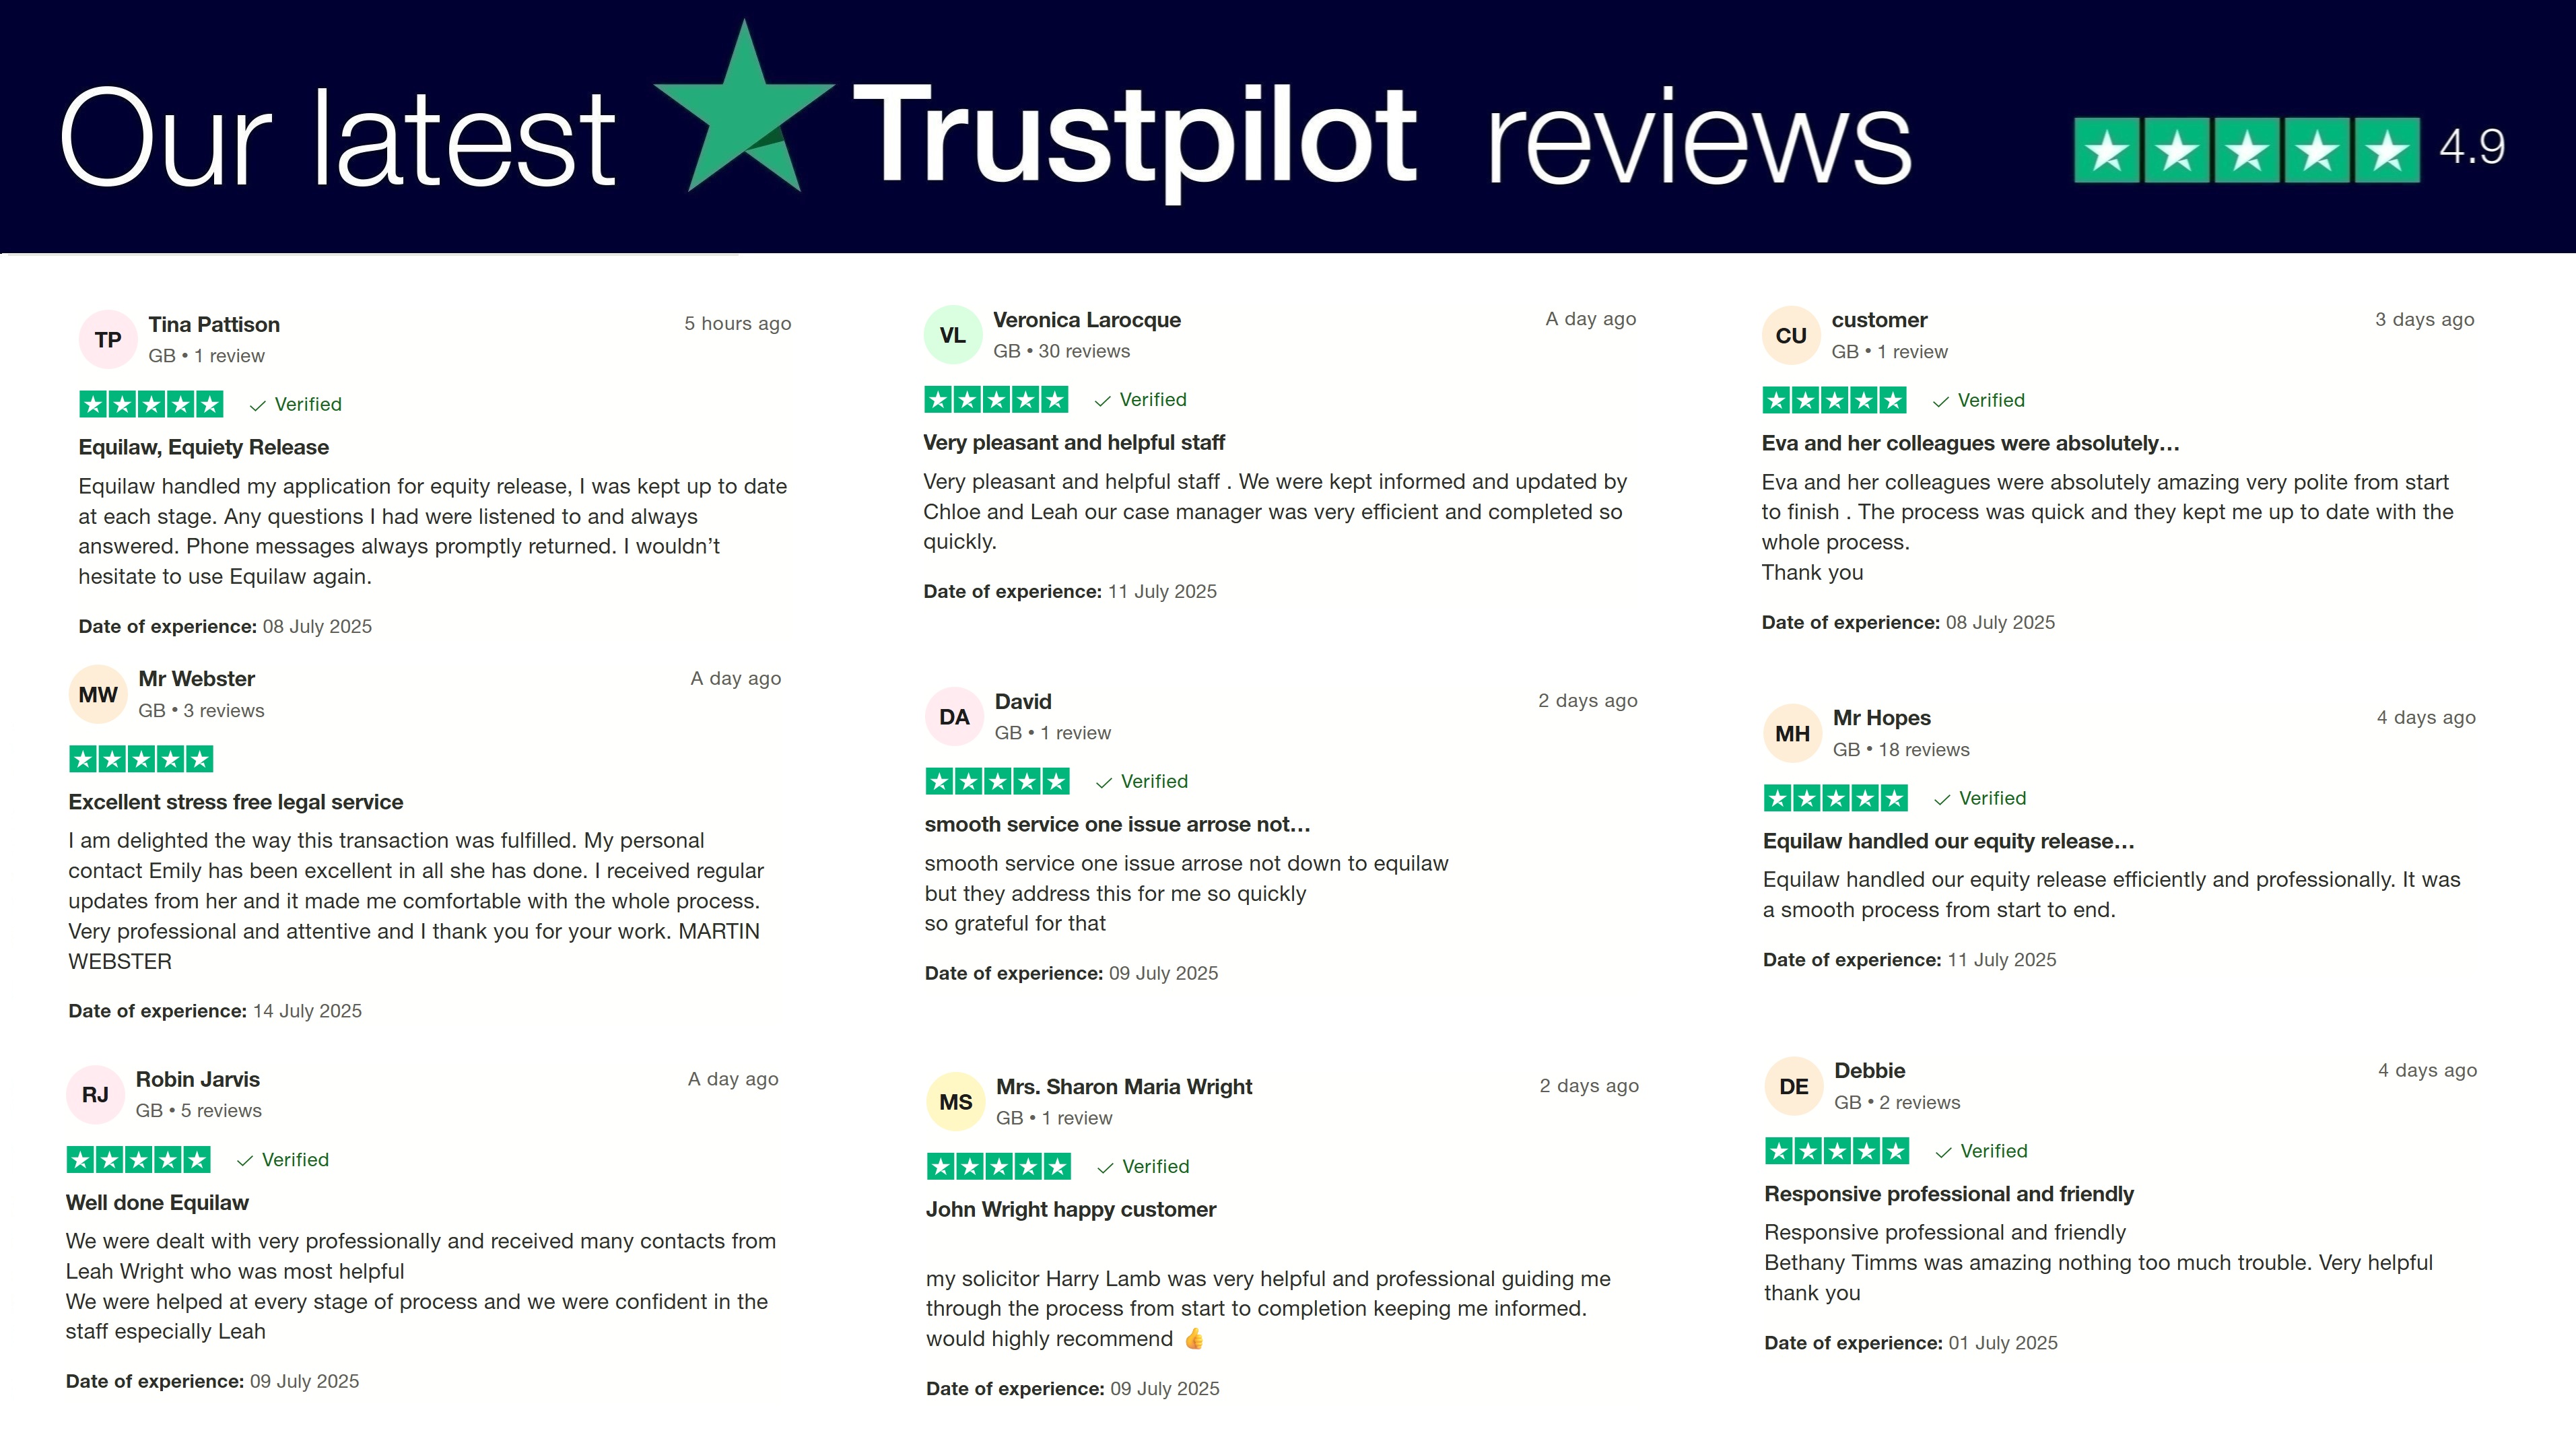 Our latest Trustpilot reviews 4.9
TP
Tina Pattison
5 hours ago
GB • 1 review
Verified
Equilaw, Equiety Release
Equilaw handled my application for equity release, I was kept up to date
at each stage. Any questions I had were listened to and always
answered. Phone messages always promptly returned. I wouldn’t
hesitate to use Equilaw again.
Date of experience: 08 July 2025
MW
Mr Webster
A day ago
GB • 3 reviews
Excellent stress free legal service
I am delighted the way this transaction was fulfilled. My personal
contact Emily has been excellent in all she has done. I received regular
updates from her and it made me comfortable with the whole process.
Very professional and attentive and I thank you for your work. MARTIN
WEBSTER
Date of experience: 14 July 2025
RJ
Robin Jarvis
A day ago
GB • 5 reviews
Verified
Well done Equilaw
We were dealt with very professionally and received many contacts from
Leah Wright who was most helpful
We were helped at every stage of process and we were confident in the
staff especially Leah
Date of experience: 09 July 2025
VL
Veronica Larocque
A day ago
GB • 30 reviews
Verified
Very pleasant and helpful staff
Very pleasant and helpful staff . We were kept informed and updated by
Chloe and Leah our case manager was very efficient and completed so
quickly.
Date of experience: 11 July 2025
DA
David
2 days ago
GB • 1 review
Verified
smooth service one issue arrose not…
smooth service one issue arrose not down to equilaw
but they address this for me so quickly
so grateful for that
Date of experience: 09 July 2025
MS
Mrs. Sharon Maria Wright
2 days ago
GB • 1 review
Verified
John Wright happy customer
my solicitor Harry Lamb was very helpful and professional guiding me
through the process from start to completion keeping me informed.
would highly recommend 👍
Date of experience: 09 July 2025
CU
customer
3 days ago
GB • 1 review
Verified
Eva and her colleagues were absolutely…
Eva and her colleagues were absolutely amazing very polite from start
to finish . The process was quick and they kept me up to date with the
whole process.
Thank you
Date of experience: 08 July 2025
MH
Mr Hopes
4 days ago
GB • 18 reviews
Verified
Equilaw handled our equity release…
Equilaw handled our equity release efficiently and professionally. It was
a smooth process from start to end.
Date of experience: 11 July 2025
DE
Debbie
4 days ago
GB • 2 reviews
Verified
Responsive professional and friendly
Responsive professional and friendly
Bethany Timms was amazing nothing too much trouble. Very helpful
thank you
Date of experience: 01 July 2025